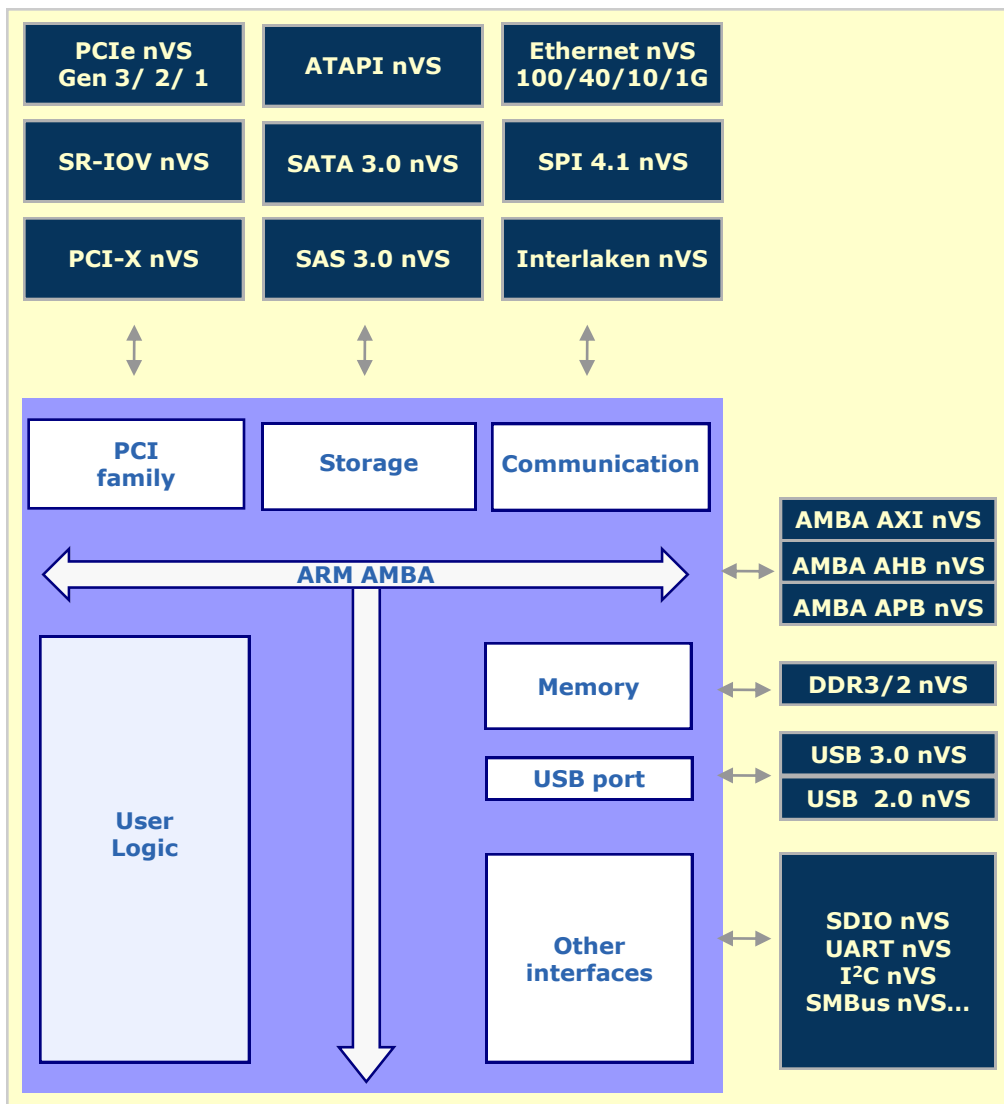 PCIe nVS
Gen 3/ 2/ 1
ATAPI nVS
Ethernet nVS
100/40/10/1G
SR-IOV nVS
SATA 3.0 nVS
SPI 4.1 nVS
PCI-X nVS
SAS 3.0 nVS
Interlaken nVS
PCI
family
Storage
Communication
ARM AMBA
AMBA AXI nVS
AMBA AHB nVS
AMBA APB nVS
Memory
DDR3/2 nVS
USB port
USB 3.0 nVS
USB  2.0 nVS
User
Logic
Other
interfaces
SDIO nVS
UART nVS
I²C nVS
SMBus nVS...